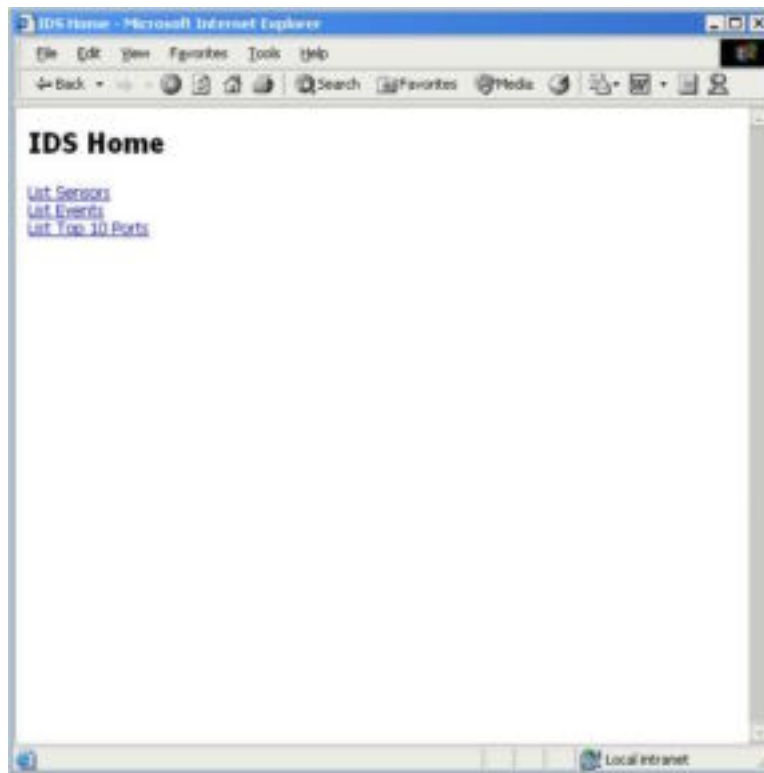 IDS Home - Microsoft Internet Explorer
File Edit View Favorites Tools Help
Back Search Favorites Media
IDS Home
List Sensors
List Events
List Top 10 Ports
Local intranet